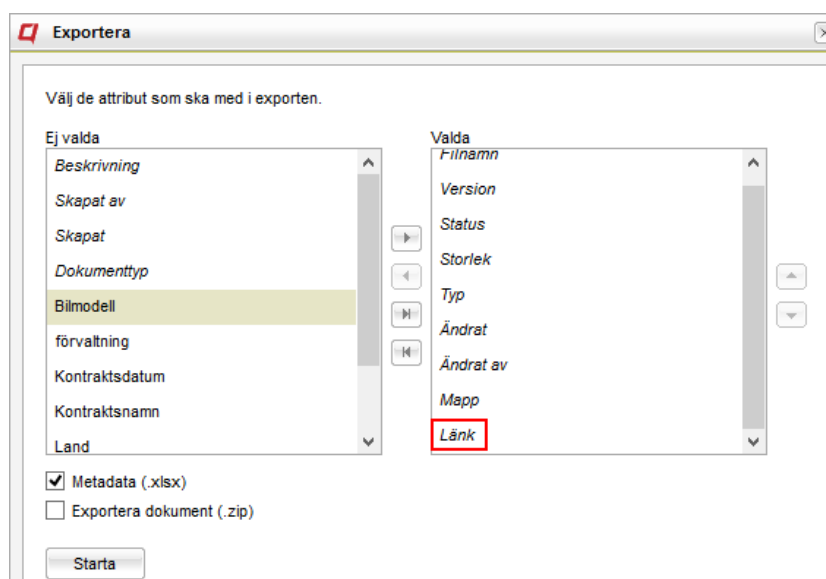 Exportera
Välj de attribut som ska med i exporten.
Ej valda
Beskrivning
Skapat av
Skapat
Dokumenttyp
Bilmodell
förvaltning
Kontraktsdatum
Kontraktsnamn
Land
Valda
Filnamn
Version
Status
Storlek
Typ
Ändrat
Ändrat av
Mapp
Länk
Metadata (.xlsx)
Exportera dokument (.zip)
Starta